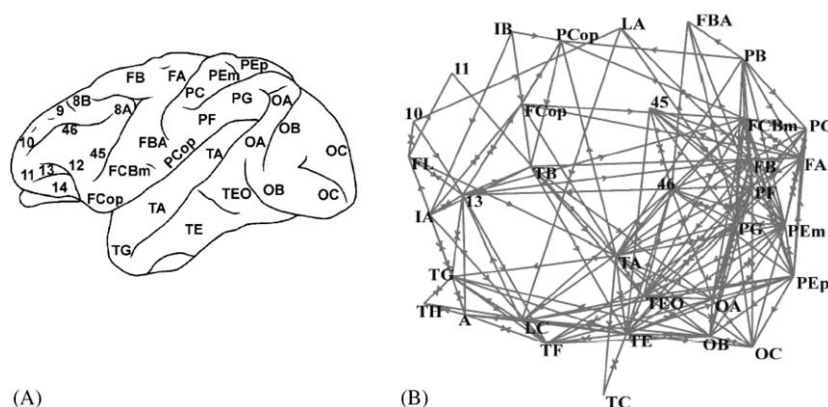 FB FA PEm PEp
8B PC
9 8A PG OA
46 PF OB
10 45 FBA OA OC
11 13 12 FCBm PCop TA
14 FCop TEO OB OC
TA
TG TE
(A)
IB PCop LA FBA
11 PB
10 FCop 45 FCBm PC
FL TB FB FA
IA 13 46 PF
PG PEm
TG TA PEp
TH A LC TEO OA
TF TE OB OC
TC
(B)